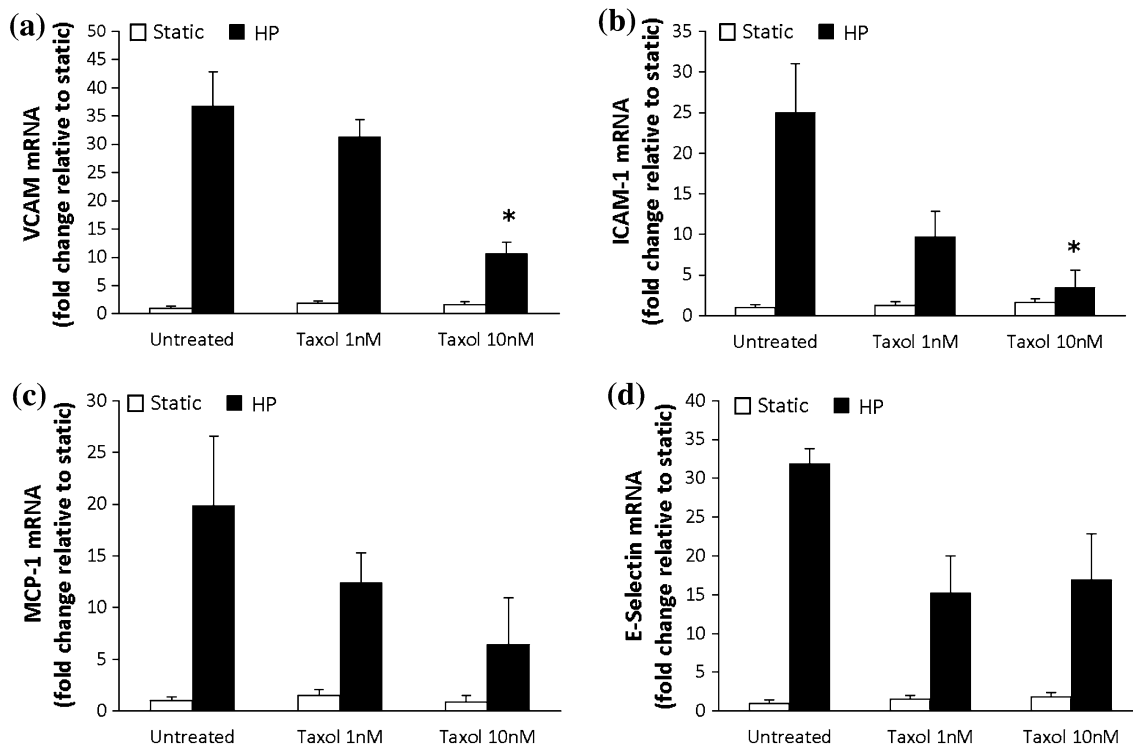 (a)
Static HP
VCAM mRNA
(fold change relative to static)
50
45
40
35
30
25
20
15
10
5
0
*
Untreated Taxol 1nM Taxol 10nM
(b)
Static HP
ICAM-1 mRNA
(fold change relative to static)
35
30
25
20
15
10
5
0
*
Untreated Taxol 1nM Taxol 10nM
(c)
Static HP
MCP-1 mRNA
(fold change relative to static)
30
25
20
15
10
5
0
Untreated Taxol 1nM Taxol 10nM
(d)
Static HP
E-Selectin mRNA
(fold change relative to static)
40
35
30
25
20
15
10
5
0
Untreated Taxol 1nM Taxol 10nM